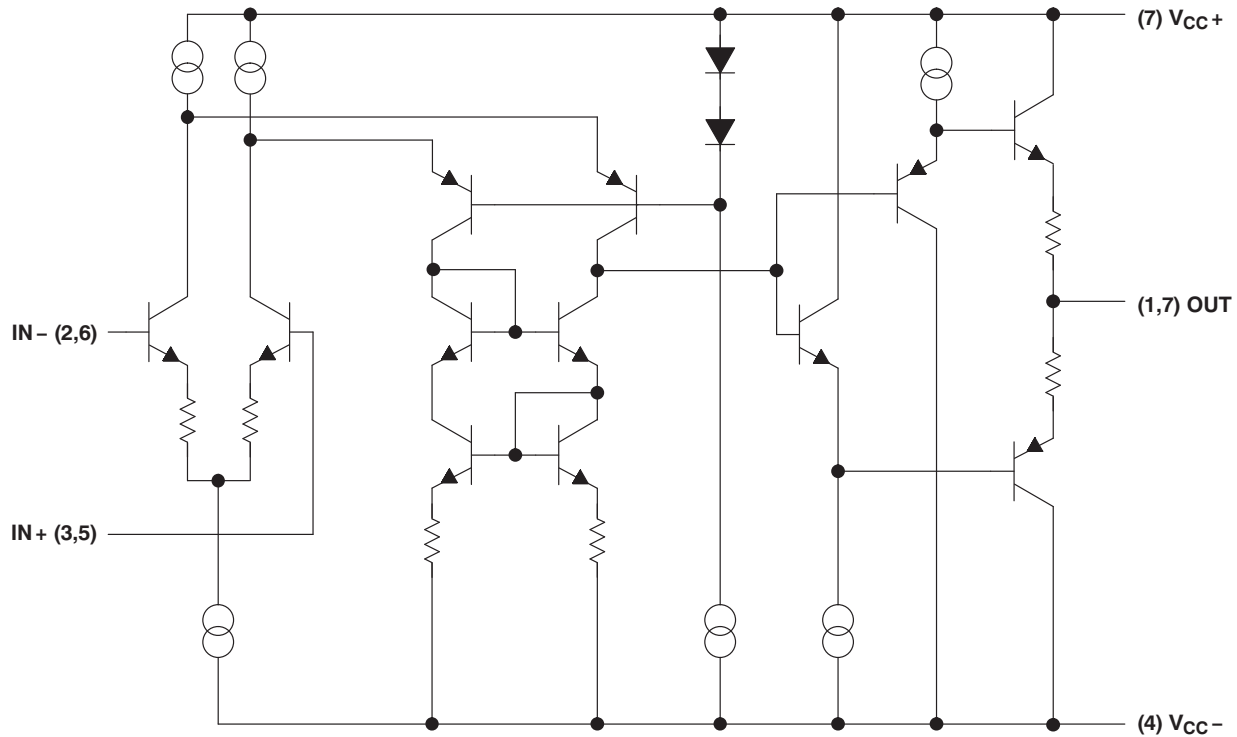 (7) VCC+
IN− (2,6)
(1,7) OUT
IN+ (3,5)
(4) VCC−